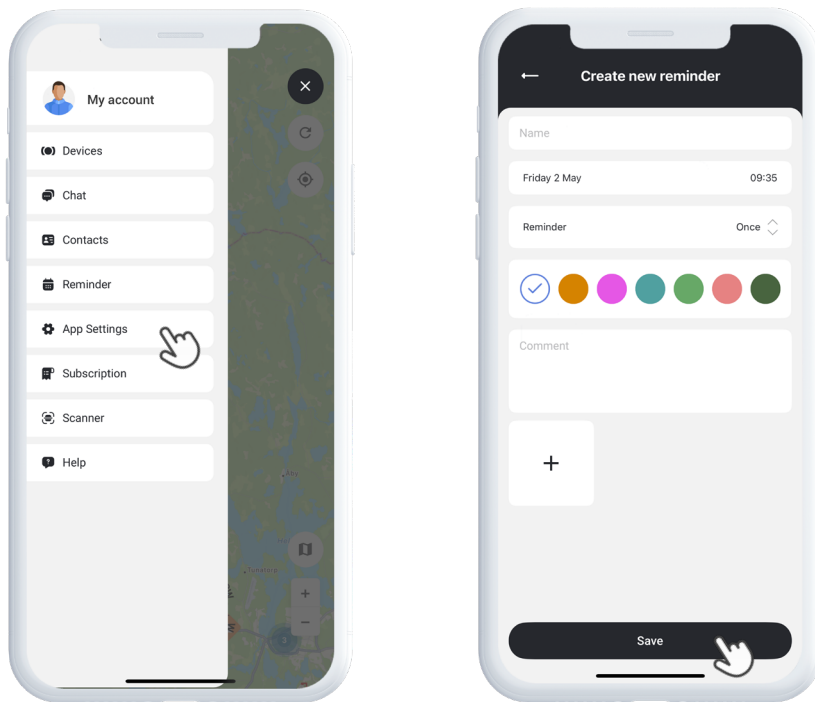 My account
Devices
Chat
Contacts
Reminder
App Settings
Subscription
Scanner
Help
Create new reminder
Name
Friday 2 May 09:35
Reminder Once
Comment
+
Save
+
−